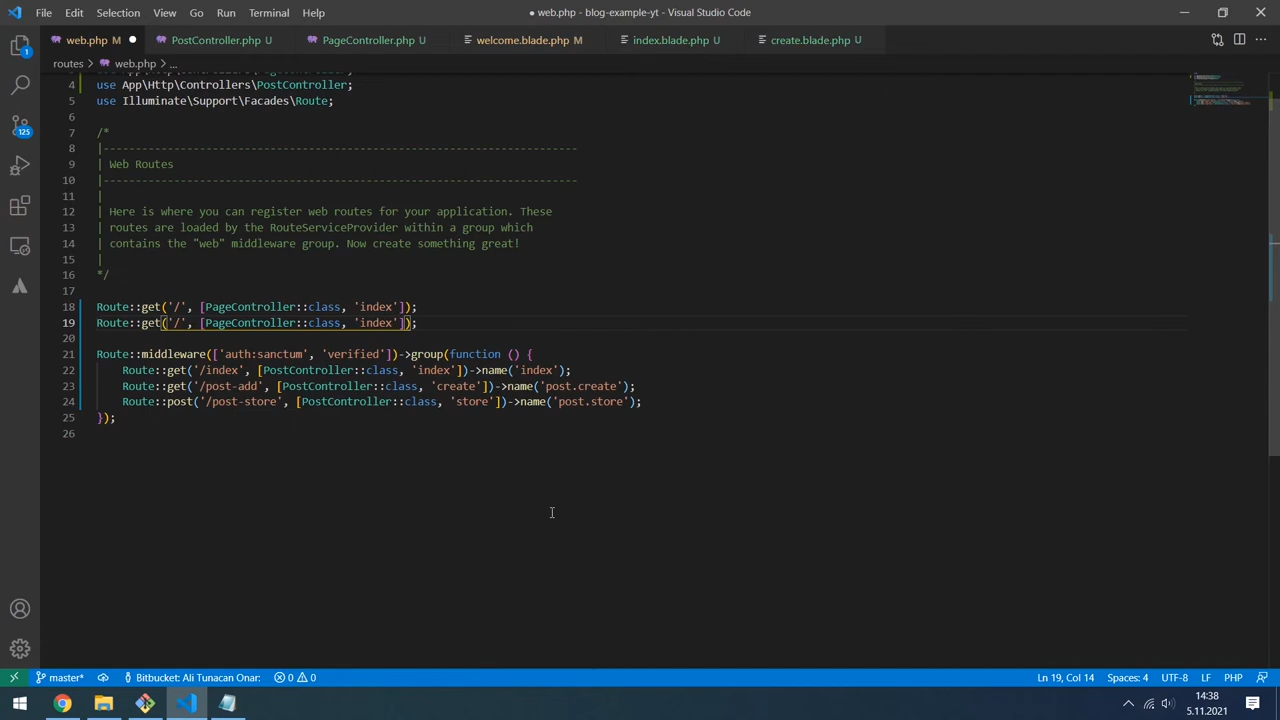 File Edit Selection View Go Run Terminal Help
● web.php - blog-example-yt - Visual Studio Code
web.php M ● PostController.php U PageController.php U welcome.blade.php M index.blade.php U create.blade.php U
routes > web.php > ...
4 use App\Http\Controllers\PostController;
5 use Illuminate\Support\Facades\Route;
6
7 /*
8 |--------------------------------------------------------------------------
9 | Web Routes
10 |--------------------------------------------------------------------------
11 |
12 | Here is where you can register web routes for your application. These
13 | routes are loaded by the RouteServiceProvider within a group which
14 | contains the "web" middleware group. Now create something great!
15 |
16 */
17
18 Route::get('/', [PageController::class, 'index']);
19 Route::get('/', [PageController::class, 'index']);
20
21 Route::middleware(['auth:sanctum', 'verified'])->group(function () {
22 Route::get('/index', [PostController::class, 'index'])->name('index');
23 Route::get('/post-add', [PostController::class, 'create'])->name('post.create');
24 Route::post('/post-store', [PostController::class, 'store'])->name('post.store');
25 });
26
1
125
master* Bitbucket: Ali Tunacan Onar: 0 0 Ln 19, Col 14 Spaces: 4 UTF-8 LF PHP
14:38
5.11.2021